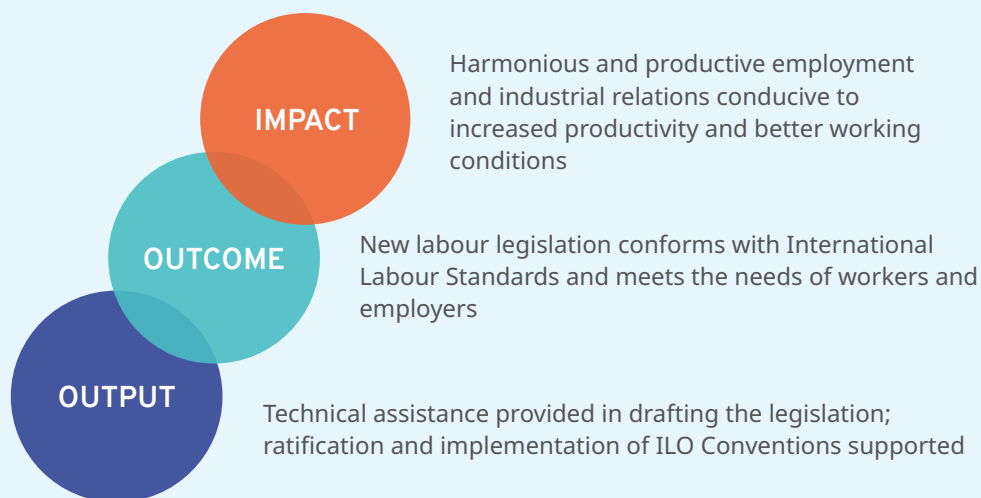 IMPACT
Harmonious and productive employment
and industrial relations conducive to
increased productivity and better working
conditions
OUTCOME
New labour legislation conforms with International
Labour Standards and meets the needs of workers and
employers
OUTPUT
Technical assistance provided in drafting the legislation;
ratification and implementation of ILO Conventions supported